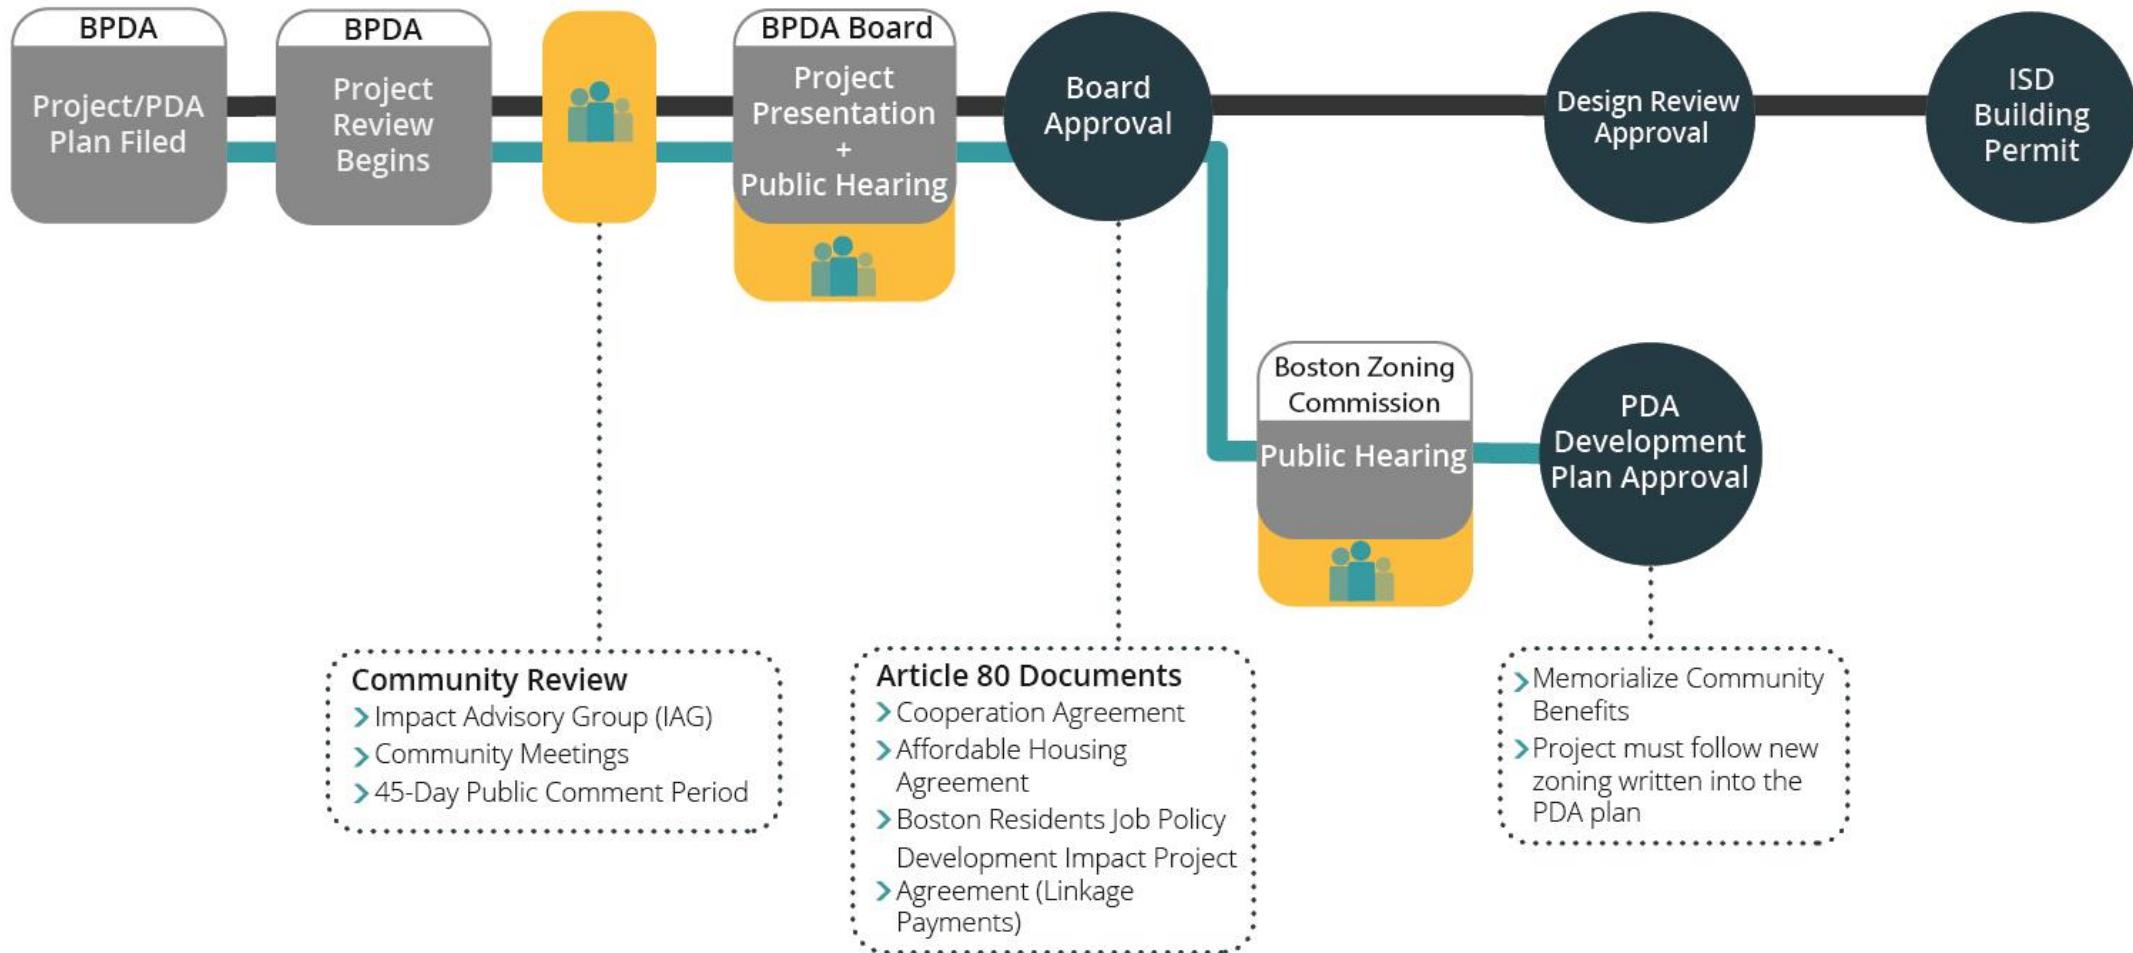 BPDA
Project/PDA
Plan Filed
BPDA
Project
Review
Begins
BPDA Board
Project
Presentation
+
Public Hearing
Board
Approval
Design Review
Approval
ISD
Building
Permit
Boston Zoning
Commission
Public Hearing
PDA
Development
Plan Approval
Community Review
Impact Advisory Group (IAG)
Community Meetings
45-Day Public Comment Period
Article 80 Documents
Cooperation Agreement
Affordable Housing
Agreement
Boston Residents Job Policy
Development Impact Project
Agreement (Linkage
Payments)
Memorialize Community
Benefits
Project must follow new
zoning written into the
PDA plan